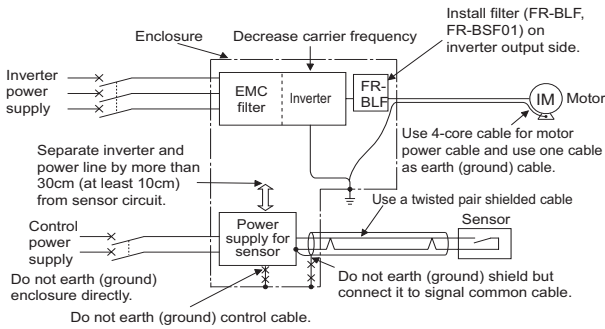 Install filter (FR-BLF,
FR-BSF01) on
inverter output side.
Enclosure
Decrease carrier frequency
Inverter
power
supply
EMC
filter
Inverter
FR-
BLF
IM
Motor
Use 4-core cable for motor
power cable and use one cable
as earth (ground) cable.
Separate inverter and
power line by more than
30cm (at least 10cm)
from sensor circuit.
Use a twisted pair shielded cable
Sensor
Control
power
supply
Power
supply for
sensor
Do not earth (ground)
enclosure directly.
Do not earth (ground) shield but
connect it to signal common cable.
Do not earth (ground) control cable.